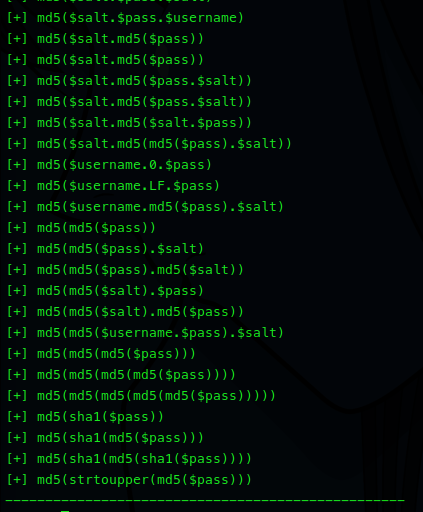 [+] md5($salt.$pass.$username)
[+] md5($salt.md5($pass))
[+] md5($salt.md5($pass))
[+] md5($salt.md5($pass.$salt))
[+] md5($salt.md5($pass.$salt))
[+] md5($salt.md5($salt.$pass))
[+] md5($salt.md5(md5($pass).$salt))
[+] md5($username.0.$pass)
[+] md5($username.LF.$pass)
[+] md5($username.md5($pass).$salt)
[+] md5(md5($pass))
[+] md5(md5($pass).$salt)
[+] md5(md5($pass).md5($salt))
[+] md5(md5($salt).$pass)
[+] md5(md5($salt).md5($pass))
[+] md5(md5($username.$pass).$salt)
[+] md5(md5(md5($pass)))
[+] md5(md5(md5(md5($pass))))
[+] md5(md5(md5(md5(md5($pass)))))
[+] md5(sha1($pass))
[+] md5(sha1(md5($pass)))
[+] md5(sha1(md5(sha1($pass))))
[+] md5(strtoupper(md5($pass)))